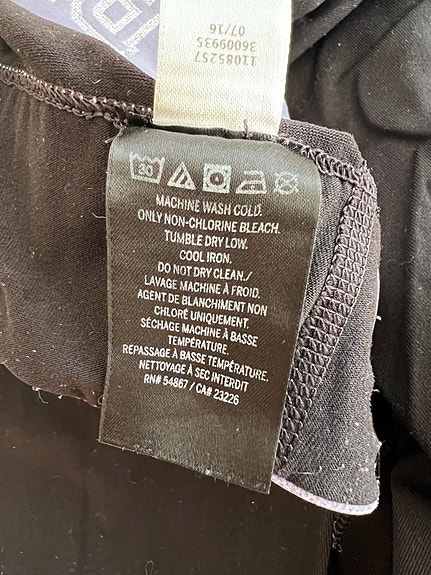 11085257
36009935
07/16
30
MACHINE WASH COLD.
ONLY NON-CHLORINE BLEACH.
TUMBLE DRY LOW.
COOL IRON.
DO NOT DRY CLEAN./
LAVAGE MACHINE À FROID.
AGENT DE BLANCHIMENT NON
CHLORÉ UNIQUEMENT.
SÉCHAGE MACHINE À BASSE
TEMPÉRATURE.
REPASSAGE À BASSE TEMPÉRATURE.
NETTOYAGE À SEC INTERDIT
RN# 54867 / CA# 23226